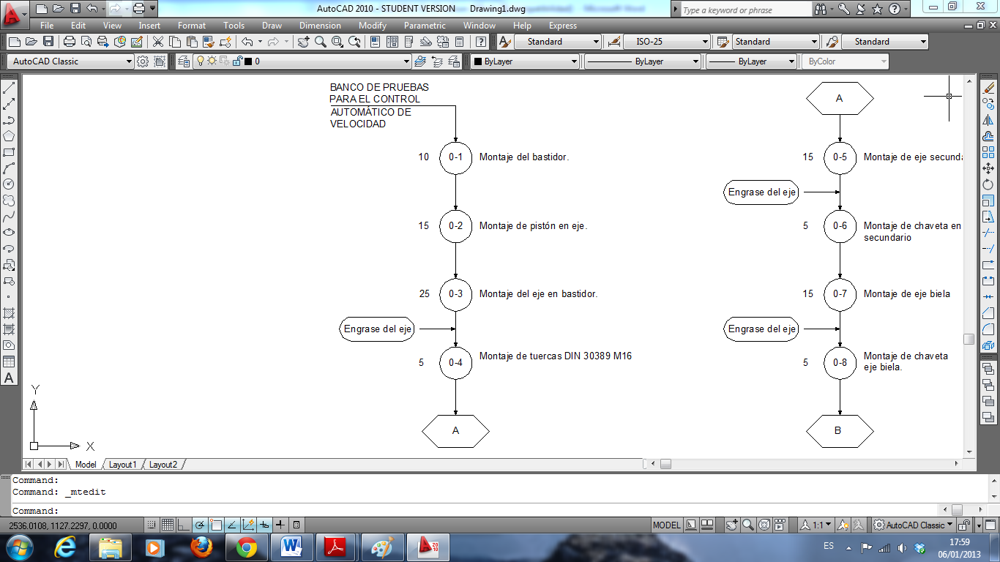 AutoCAD 2010 - STUDENT VERSION Drawing1.dwg
Type a keyword or phrase
File Edit View Insert Format Tools Draw Dimension Modify Parametric Window Help Express
Standard ISO-25 Standard Standard
AutoCAD Classic 0 ByLayer ByLayer ByLayer ByColor
BANCO DE PRUEBAS
PARA EL CONTROL
AUTOMÁTICO DE
VELOCIDAD
10 0-1 Montaje del bastidor.
15 0-2 Montaje de pistón en eje.
25 0-3 Montaje del eje en bastidor.
Engrase del eje
5 0-4 Montaje de tuercas DIN 30389 M16
A
A
15 0-5 Montaje de eje secund
Engrase del eje
5 0-6 Montaje de chaveta en
secundario
15 0-7 Montaje de eje biela
Engrase del eje
5 0-8 Montaje de chaveta
eje biela.
B
Y
X
A
Model Layout1 Layout2
Command:
Command: _mtedit
Command:
2536.0108, 1127.2297, 0.0000 MODEL 1:1 AutoCAD Classic
ES 17:59
06/01/2013